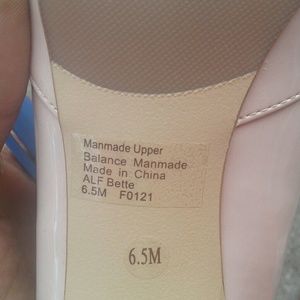 Manmade Upper
Balance Manmade
Made in China
ALF Bette
6.5M F0121
6.5M